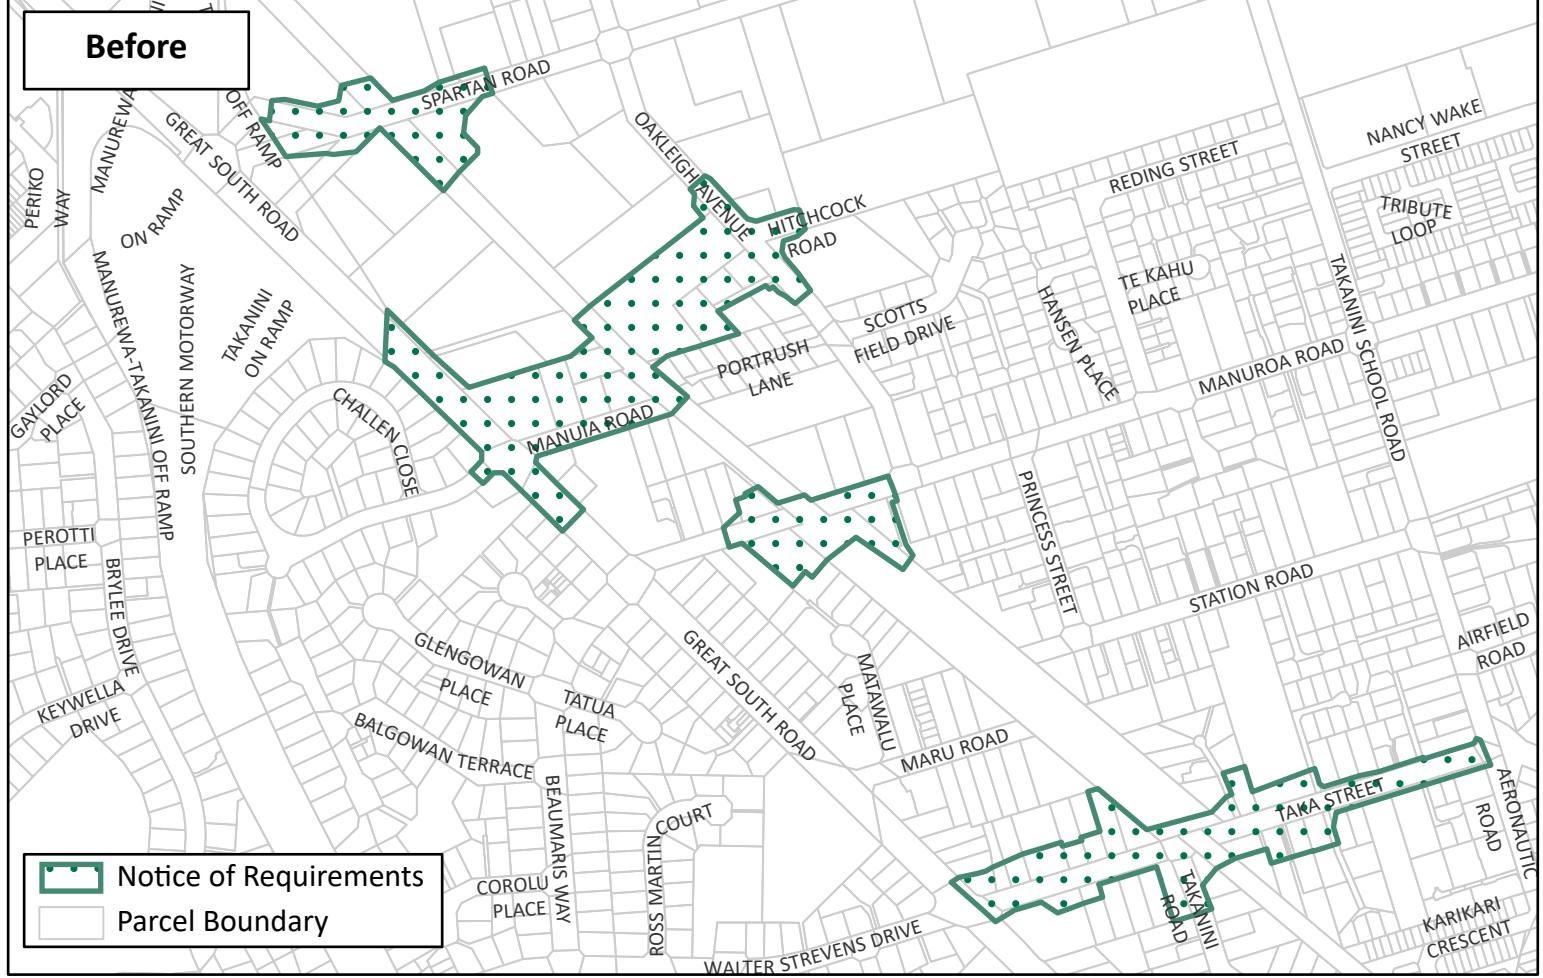 Before
SPARTAN ROAD
OFF RAMP
GREAT SOUTH ROAD
MANUREWA
PERIKO
WAY
ON RAMP
OAKLEIGH AVENUE
HITCHCOCK
ROAD
REDING STREET
NANCY WAKE
STREET
TRIBUTE
LOOP
TE KAHU
PLACE
HANSEN PLACE
TAKANINI SCHOOL ROAD
MANUROA ROAD
SCOTTS
FIELD DRIVE
PORTRUSH
LANE
MANUIA ROAD
MANUREWA-TAKANINI OFF RAMP
SOUTHERN MOTORWAY
TAKANINI
ON RAMP
GAYLORD
PLACE
CHALLEN CLOSE
PEROTTI
PLACE
BRYLEE DRIVE
PRINCESS STREET
STATION ROAD
AIRFIELD
ROAD
KEYWELLA
DRIVE
GLENGOWAN
PLACE
TATUA
PLACE
BALGOWAN TERRACE
GREAT SOUTH ROAD
MATAWALU
PLACE
MARU ROAD
TAKA STREET
AERONAUTIC
ROAD
BEAUMARIS WAY
COURT
ROSS MARTIN
COROLU
PLACE
TAKANINI
ROAD
WALTER STREVENS DRIVE
KARIKARI
CRESCENT
Notice of Requirements
Parcel Boundary